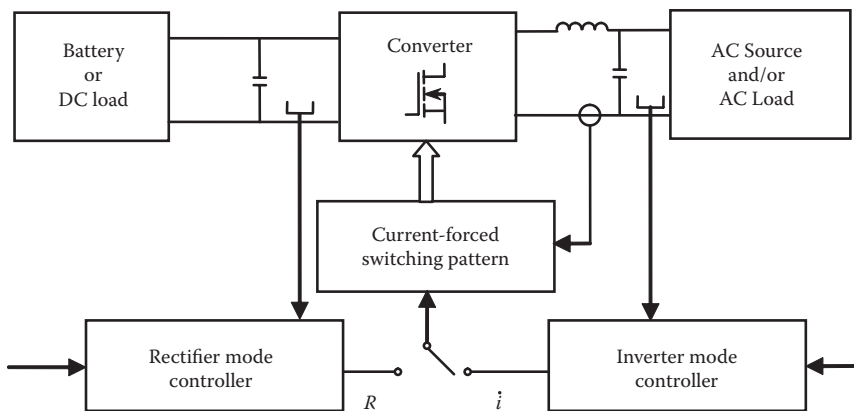 Battery
or
DC load
Converter
AC Source
and/or
AC Load
Current-forced
switching pattern
Rectifier mode
controller
R
i
Inverter mode
controller